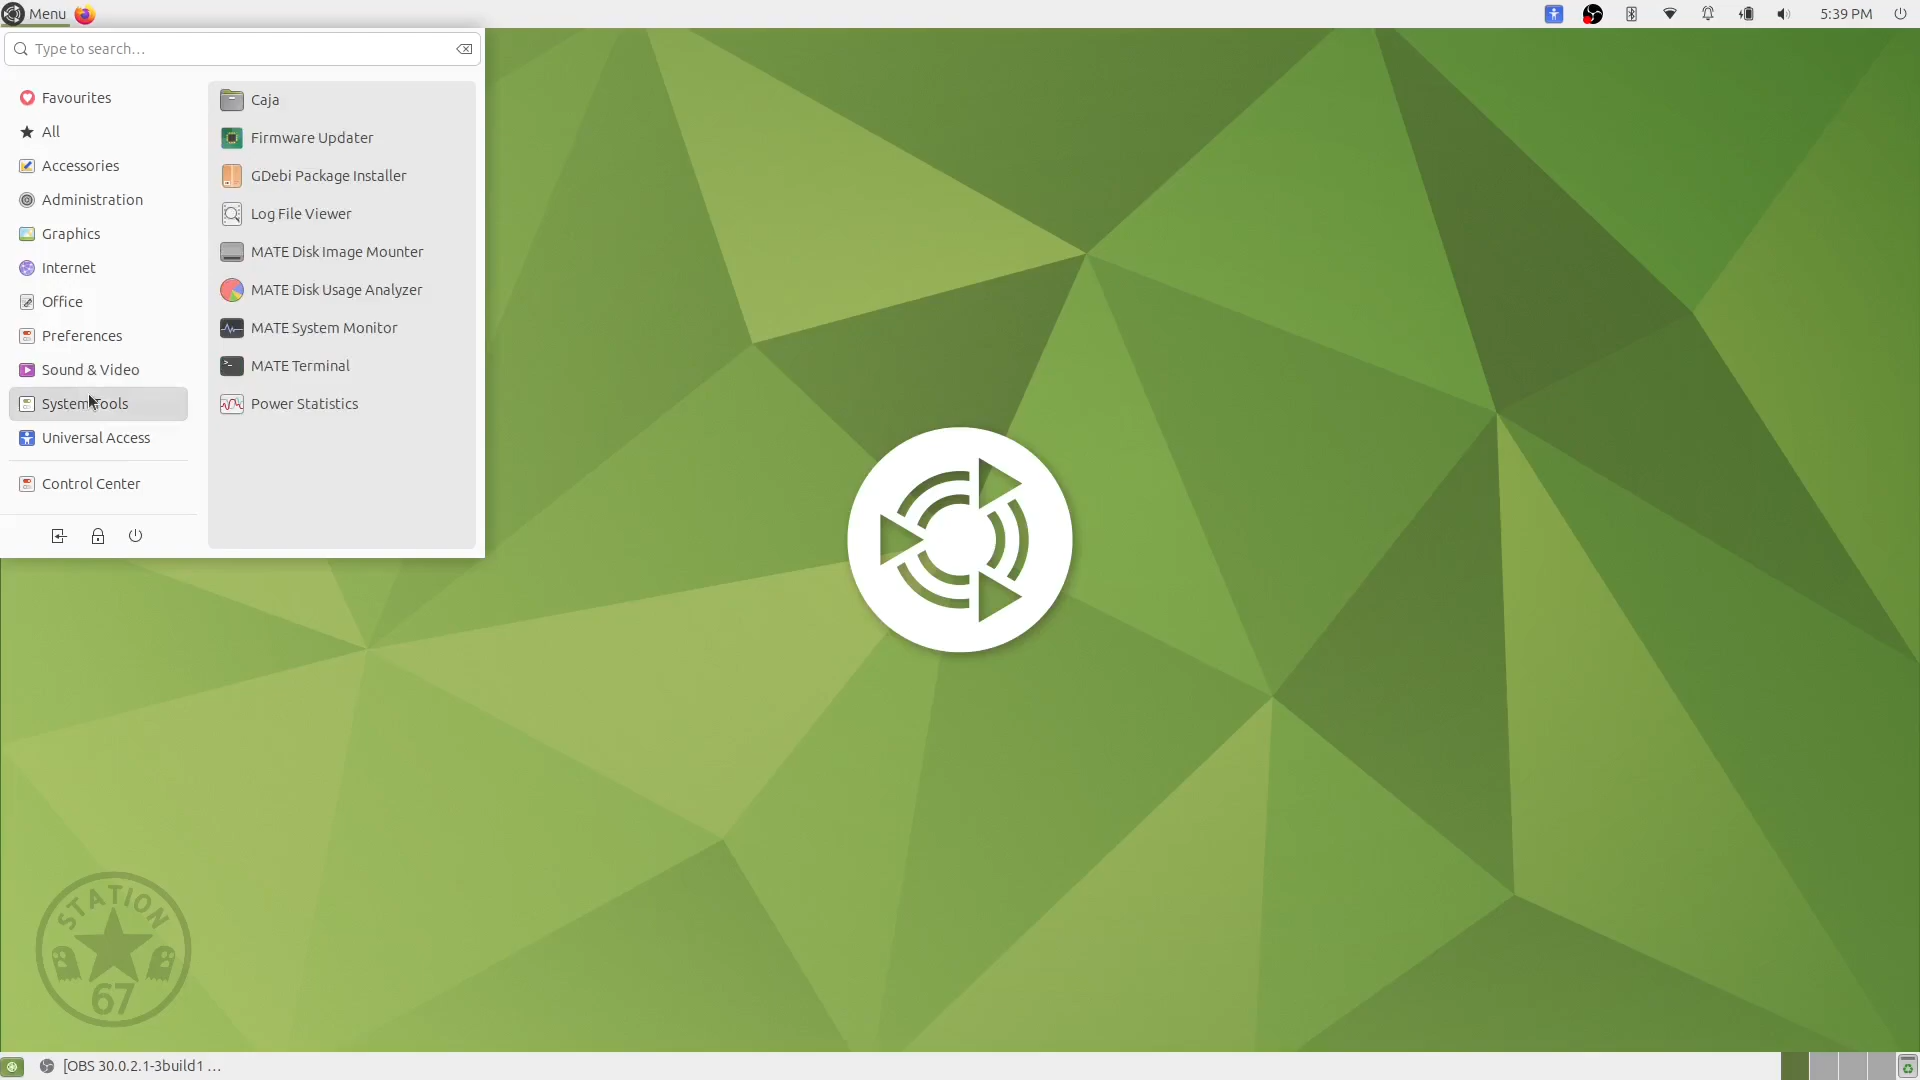 Menu
5:39 PM
Type to search...
Favourites
All
Accessories
Administration
Graphics
Internet
Office
Preferences
Sound & Video
System Tools
Universal Access
Control Center
Caja
Firmware Updater
GDebi Package Installer
Log File Viewer
MATE Disk Image Mounter
MATE Disk Usage Analyzer
MATE System Monitor
MATE Terminal
Power Statistics
STATION
67
[OBS 30.0.2.1-3build1 ...